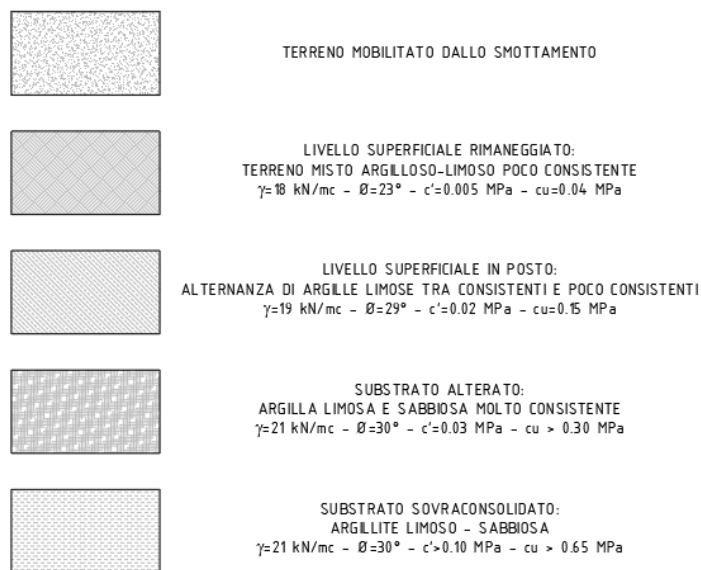 TERRENO MOBILITATO DALLO SMOTTAMENTO
LIVELLO SUPERFICIALE RIMANEGGIATO:
TERRENO MISTO ARGILLOSO-LIMOSO POCO CONSISTENTE
γ=18 kN/mc - Ø=23° - c'=0.005 MPa - cu=0.04 MPa
LIVELLO SUPERFICIALE IN POSTO:
ALTERNANZA DI ARGILLE LIMOSE TRA CONSISTENTI E POCO CONSISTENTI
γ=19 kN/mc - Ø=29° - c'=0.02 MPa - cu=0.15 MPa
SUBSTRATO ALTERATO:
ARGILLA LIMOSA E SABBIOSA MOLTO CONSISTENTE
γ=21 kN/mc - Ø=30° - c'=0.03 MPa - cu > 0.30 MPa
SUBSTRATO SOVRACONSOLIDATO:
ARGILLITE LIMOSO - SABBIOSA
γ=21 kN/mc - Ø=30° - c'>0.10 MPa - cu > 0.65 MPa